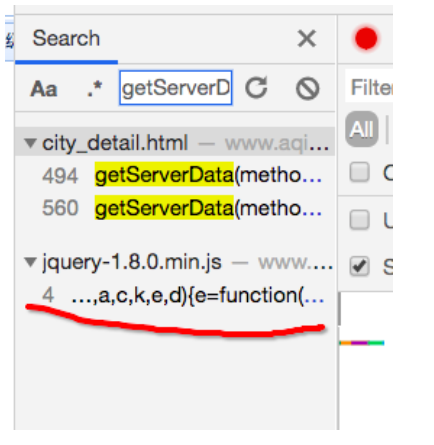 Search
Aa .* getServerD
Filte
All
city_detail.html — www.aqi...
494 getServerData(metho...
560 getServerData(metho...
jquery-1.8.0.min.js — www....
4 ...,a,c,k,e,d){e=function(...